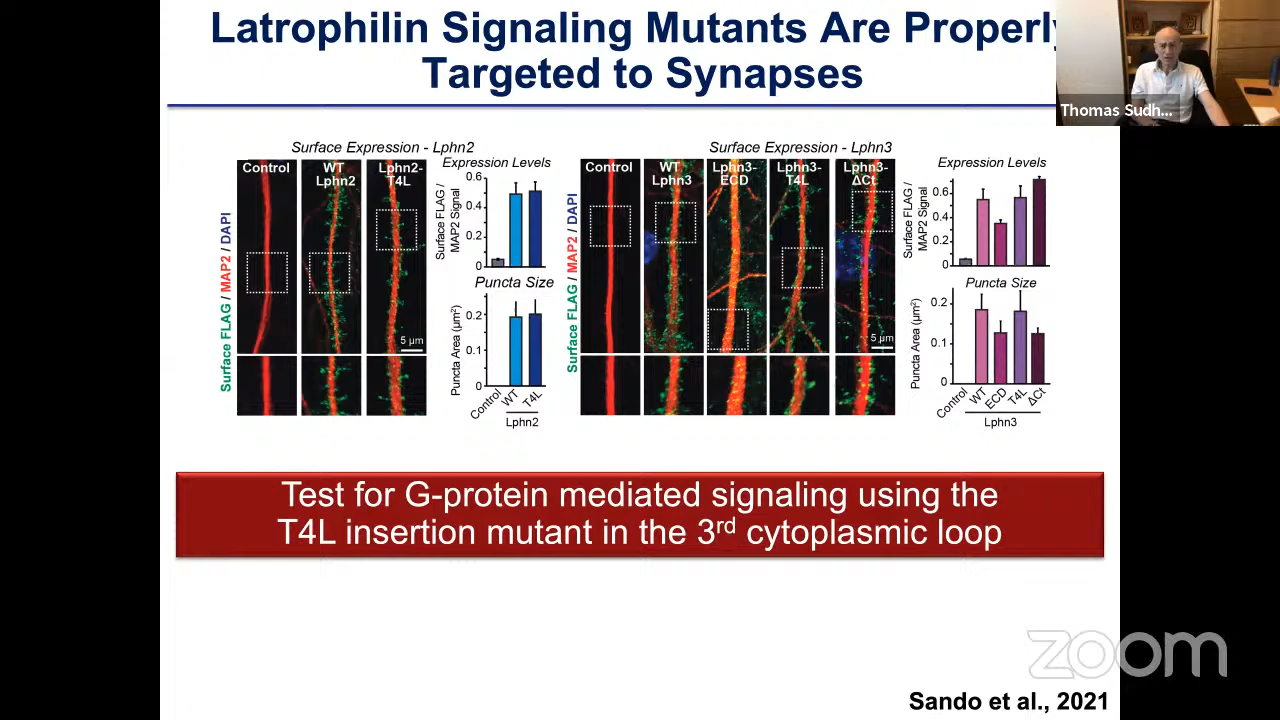 Latrophilin Signaling Mutants Are Properly
Targeted to Synapses
Thomas Sudh...
Surface Expression - Lphn2
Control
WT
Lphn2
Lphn2-
T4L
Surface FLAG / MAP2 / DAPI
5 µm
Expression Levels
Surface FLAG /
MAP2 Signal
0.6
0.4
0.2
0
Puncta Size
Puncta Area (µm²)
0.2
0.1
0
Control
WT
T4L
Lphn2
Surface Expression - Lphn3
Control
WT
Lphn3
Lphn3-
ECD
Lphn3-
T4L
Lphn3-
ΔCt
Surface FLAG / MAP2 / DAPI
5 µm
Expression Levels
Surface FLAG /
MAP2 Signal
0.6
0.4
0.2
0
Puncta Size
Puncta Area (µm²)
0.2
0.1
0
Control
WT
ECD
T4L
ΔCt
Lphn3
Test for G-protein mediated signaling using the
T4L insertion mutant in the 3rd cytoplasmic loop
zoom
Sando et al., 2021